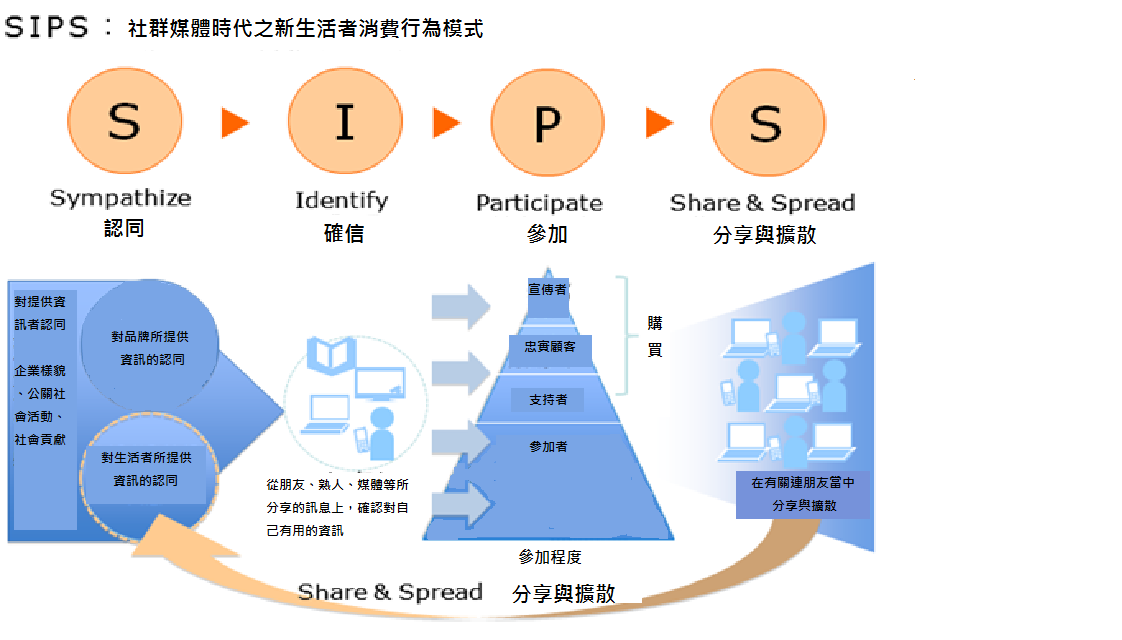 SIPS： 社群媒體時代之新生活者消費行為模式
S
I
P
S
Sympathize
認同
Identify
確信
Participate
參加
Share & Spread
分享與擴散
對提供資
訊者認同
企業樣貌
、公關社
會活動、
社會貢獻
對品牌所提供
資訊的認同
對生活者所提供
資訊的認同
從朋友、熟人、媒體等所
分享的訊息上，確認對自
己有用的資訊
宣傳者
忠實顧客
支持者
參加者
購
買
參加程度
在有關連朋友當中
分享與擴散
Share & Spread 分享與擴散